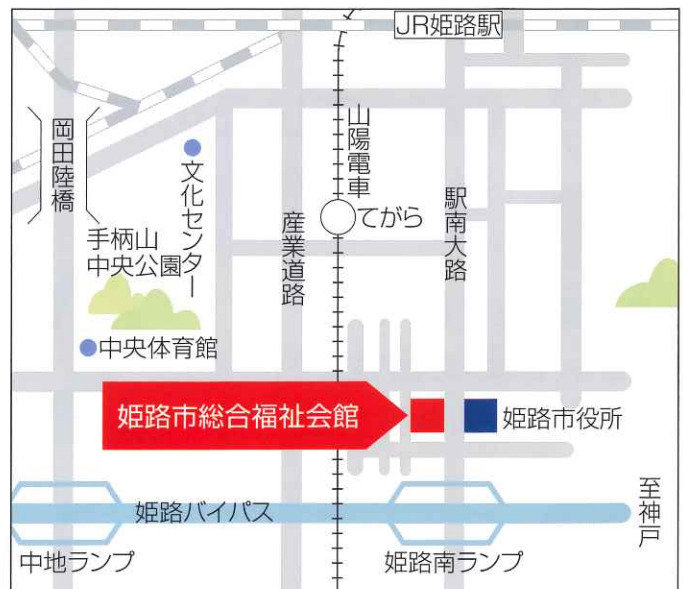 JR姫路駅
岡田陸橋
文化センター
山陽電車
てがら
駅南大路
産業道路
手柄山
中央公園
中央体育館
姫路市総合福祉会館
姫路市役所
姫路バイパス
至神戸
中地ランプ
姫路南ランプ